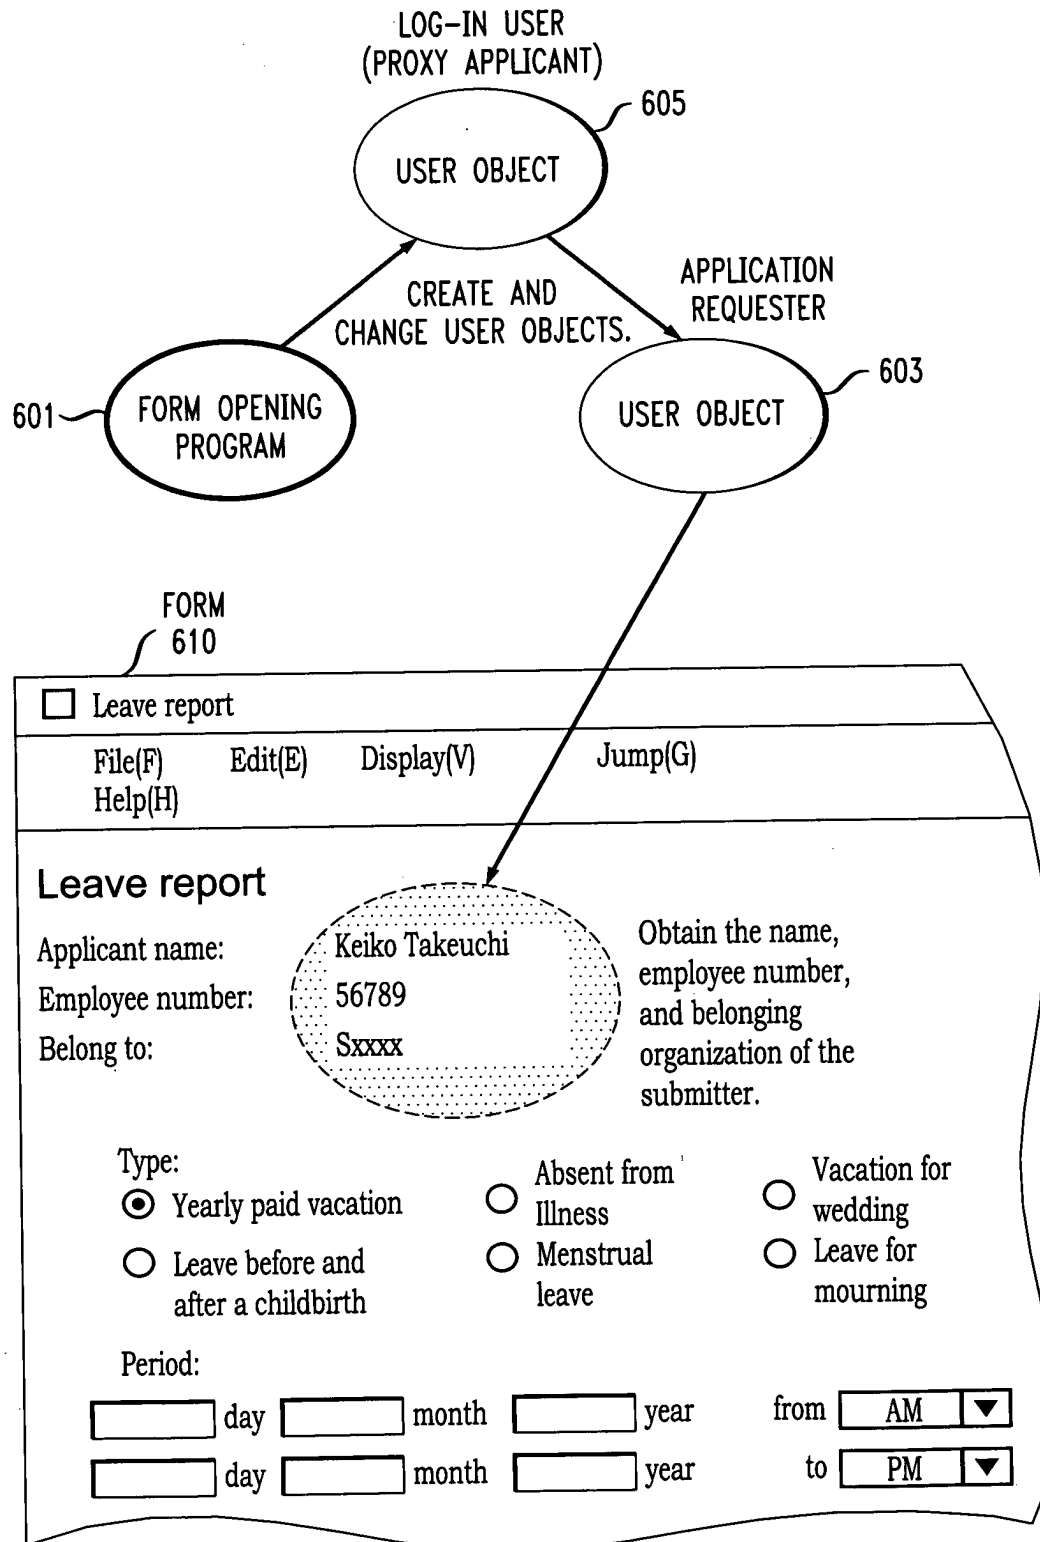 LOG-IN USER
(PROXY APPLICANT)
605
USER OBJECT
APPLICATION
REQUESTER
CREATE AND
CHANGE USER OBJECTS.
603
601
FORM OPENING
PROGRAM
USER OBJECT
FORM
610
Leave report
File(F) Edit(E) Display(V) Jump(G)
Help(H)
Leave report
Applicant name: Keiko Takeuchi
Employee number: 56789
Belong to: Sxxxx
Obtain the name,
employee number,
and belonging
organization of the
submitter.
Type:
Yearly paid vacation
Absent from
Illness
Vacation for
wedding
Leave before and
after a childbirth
Menstrual
leave
Leave for
mourning
Period:
day month year from AM
day month year to PM